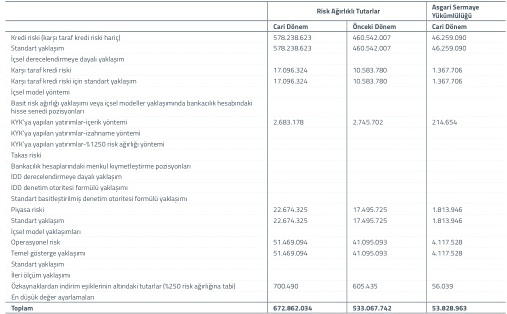 Risk Ağırlıklı Tutarlar Asgari Sermaye Yükümlülüğü
Cari Dönem Önceki Dönem Cari Dönem
Kredi riski (karşı taraf kredi riski hariç) 578.238.623 460.542.007 46.259.090
Standart yaklaşım 578.238.623 460.542.007 46.259.090
İçsel derecelendirmeye dayalı yaklaşım
Karşı taraf kredi riski 17.096.324 10.583.780 1.367.706
Karşı taraf kredi riski için standart yaklaşım 17.096.324 10.583.780 1.367.706
İçsel model yöntemi
Basit risk ağırlığı yaklaşımı veya içsel modeller yaklaşımında bankacılık hesabındaki
hisse senedi pozisyonları
KYK'ya yapılan yatırımlar-içerik yöntemi 2.683.178 2.745.702 214.654
KYK'ya yapılan yatırımlar-izahname yöntemi
KYK'ya yapılan yatırımlar-%1250 risk ağırlığı yöntemi
Takas riski
Bankacılık hesaplarındaki menkul kıymetleştirme pozisyonları
İDD derecelendirmeye dayalı yaklaşım
İDD denetim otoritesi formülü yaklaşımı
Standart basitleştirilmiş denetim otoritesi formülü yaklaşımı
Piyasa riski 22.674.325 17.495.725 1.813.946
Standart yaklaşım 22.674.325 17.495.725 1.813.946
İçsel model yaklaşımları
Operasyonel risk 51.469.094 41.095.093 4.117.528
Temel gösterge yaklaşımı 51.469.094 41.095.093 4.117.528
Standart yaklaşım
İleri ölçüm yaklaşımı
Özkaynaklardan indirim eşiklerinin altındaki tutarlar (%250 risk ağırlığına tabi) 700.490 605.435 56.039
En düşük değer ayarlamaları
Toplam 672.862.034 533.067.742 53.828.963